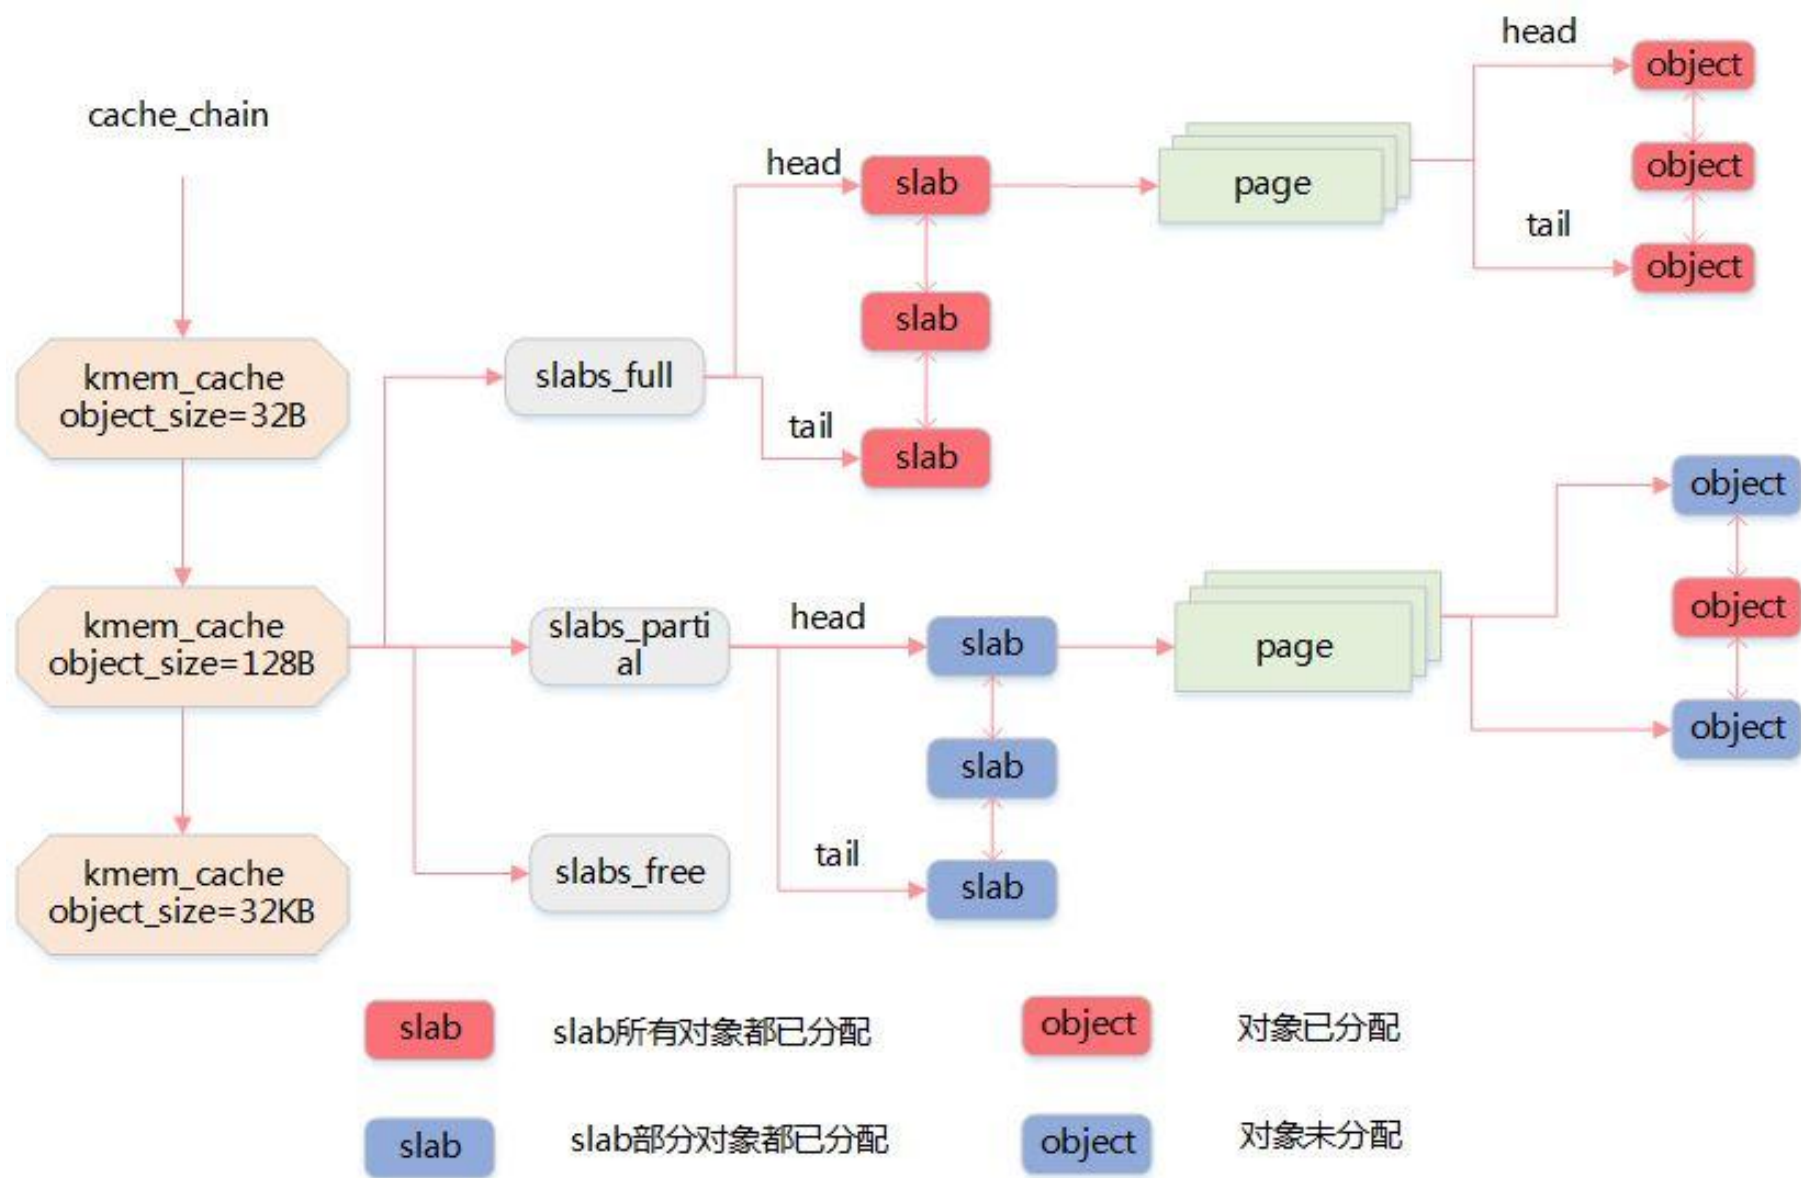 cache_chain
kmem_cache
object_size=32B
kmem_cache
object_size=128B
kmem_cache
object_size=32KB
slabs_full
head
tail
slab
slab
slab
page
head
tail
object
object
object
slabs_parti
al
head
tail
slab
slab
slab
page
object
object
object
slabs_free
slab
slab所有对象都已分配
object
对象已分配
slab
slab部分对象都已分配
object
对象未分配